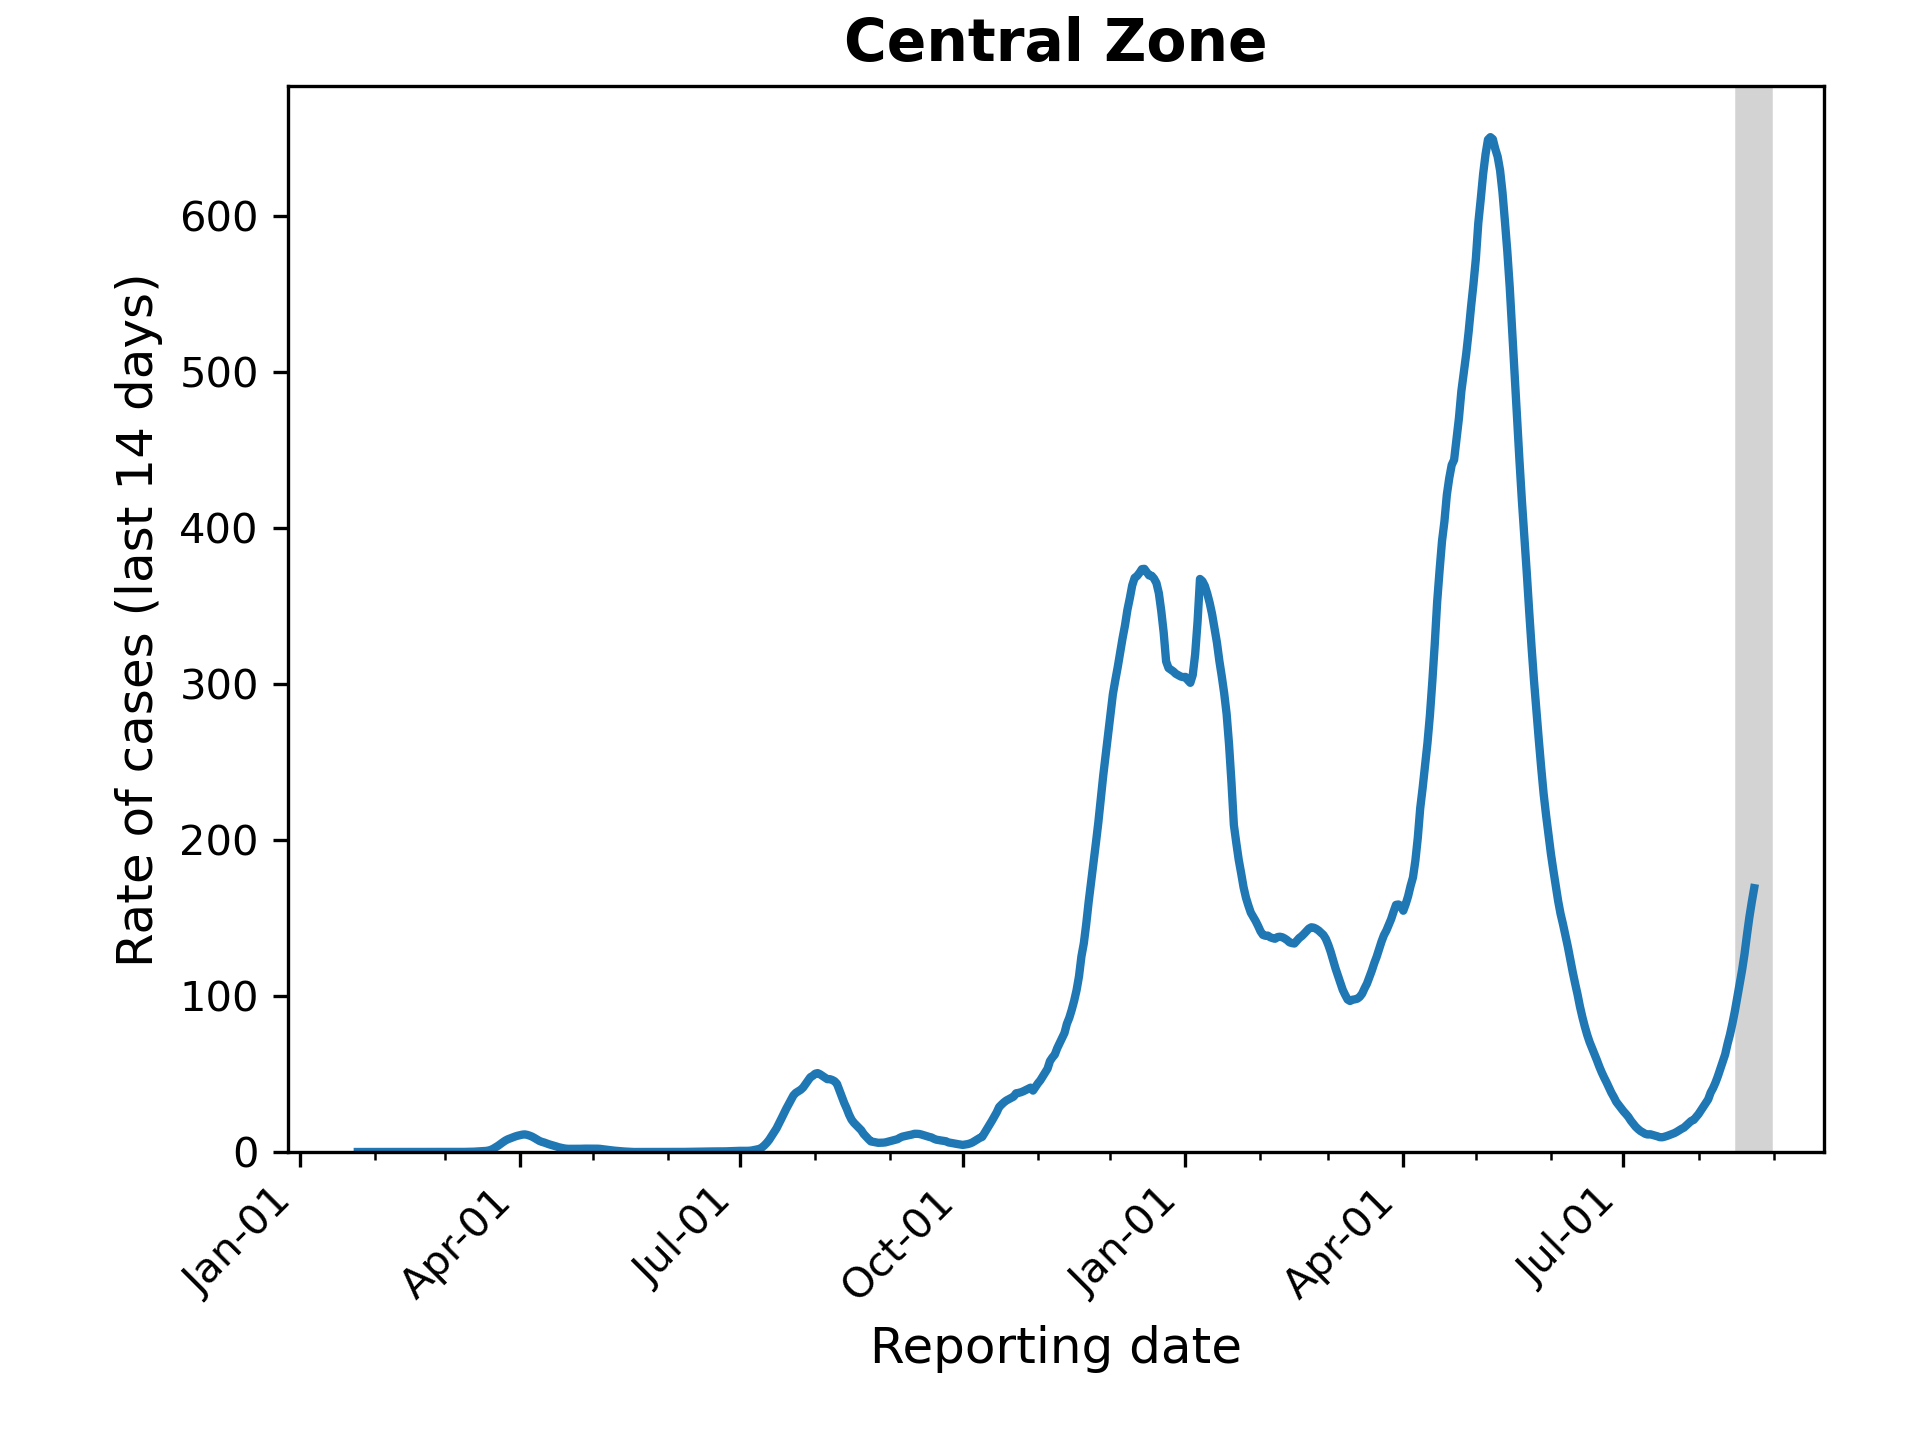 Central Zone
Rate of cases (last 14 days)
600
500
400
300
200
100
0
Jan-01
Apr-01
Jul-01
Oct-01
Jan-01
Apr-01
Jul-01
Reporting date